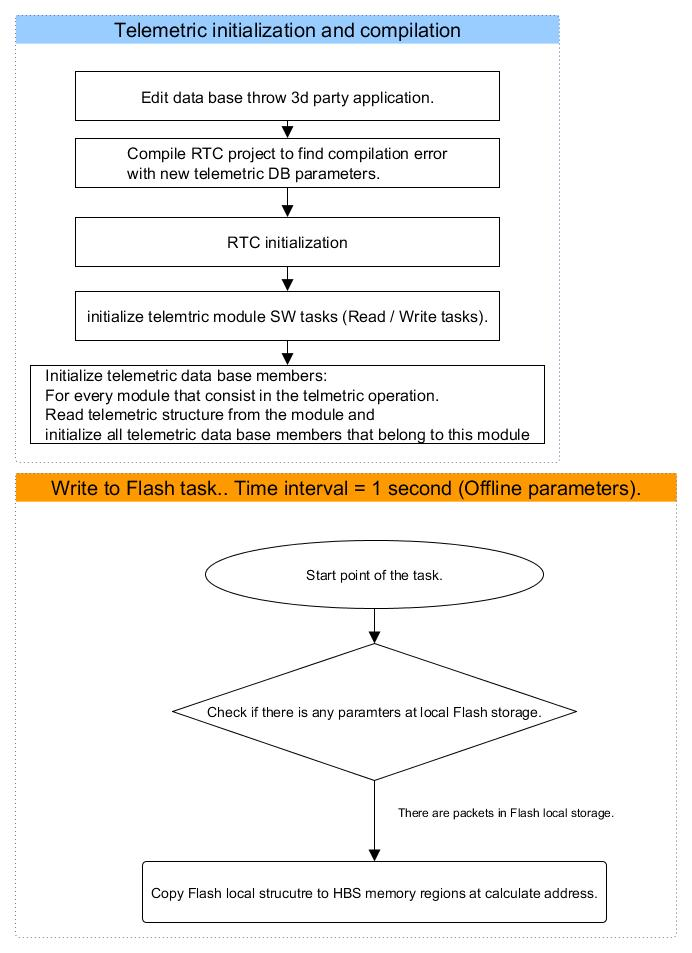 Telemetric initialization and compilation
Edit data base throw 3d party application.
Compile RTC project to find compilation error
with new telemetric DB parameters.
RTC initialization
initialize telemtric module SW tasks (Read / Write tasks).
Initialize telemetric data base members:
For every module that consist in the telmetric operation.
Read telemetric structure from the module and
initialize all telemetric data base members that belong to this module
Write to Flash task.. Time interval = 1 second (Offline parameters).
Start point of the task.
Check if there is any paramters at local Flash storage.
There are packets in Flash local storage.
Copy Flash local strucutre to HBS memory regions at calculate address.